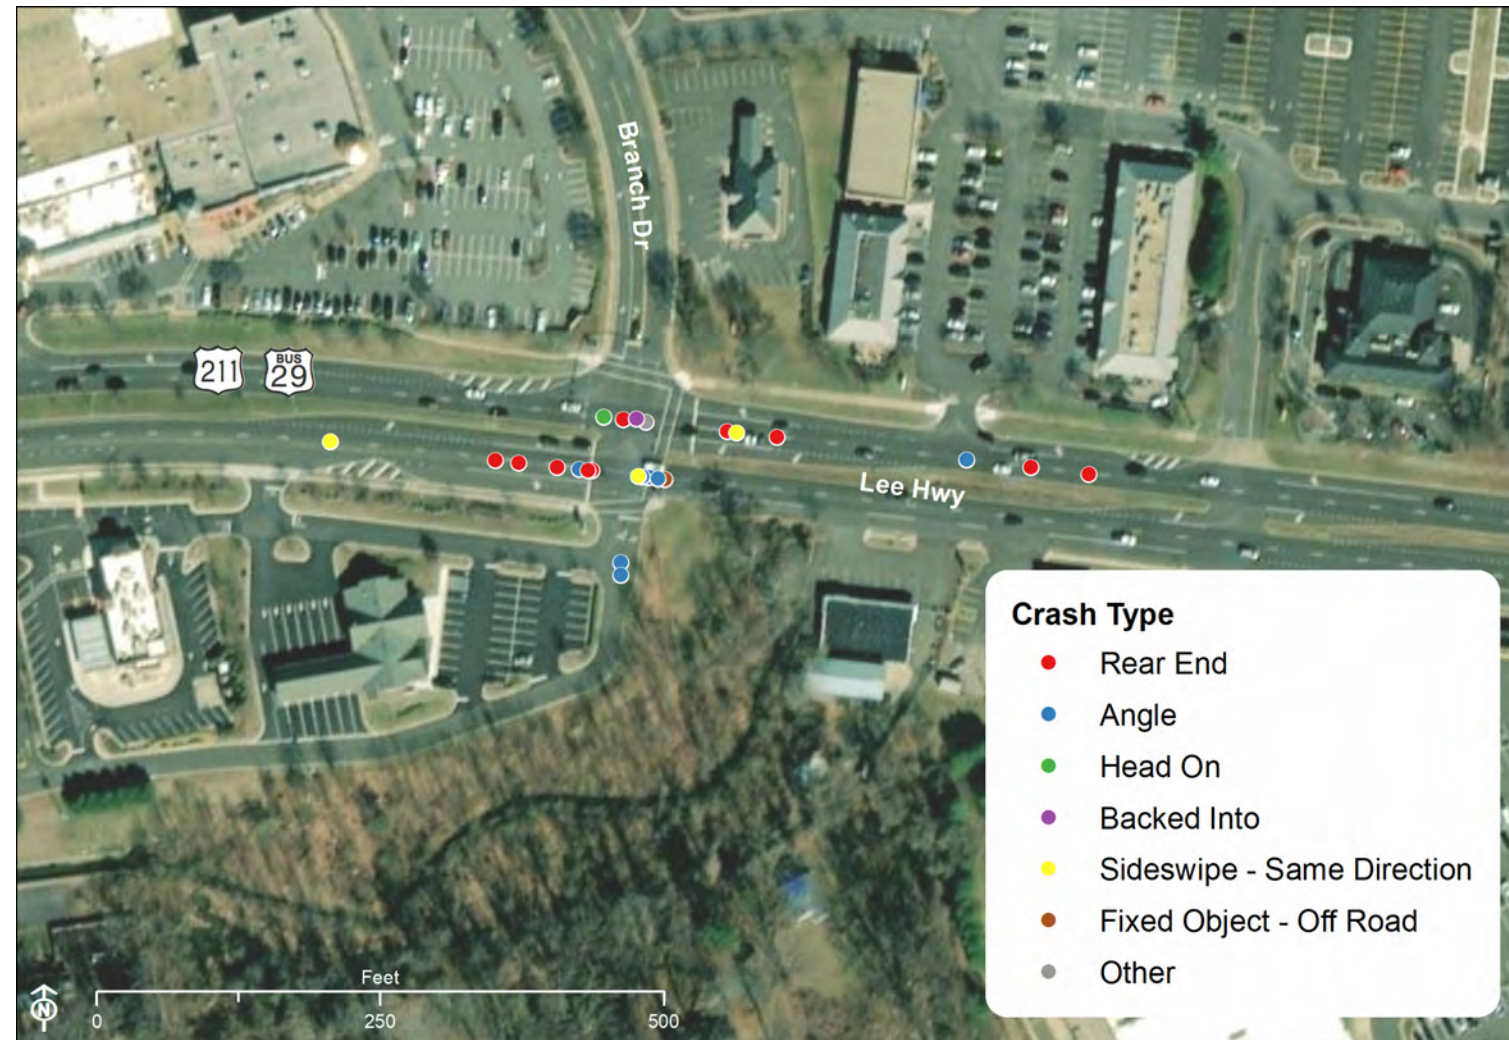 Branch Dr
211
BUS
29
Lee Hwy
Crash Type
Rear End
Angle
Head On
Backed Into
Sideswipe - Same Direction
Fixed Object - Off Road
Other
Feet
N
0
250
500